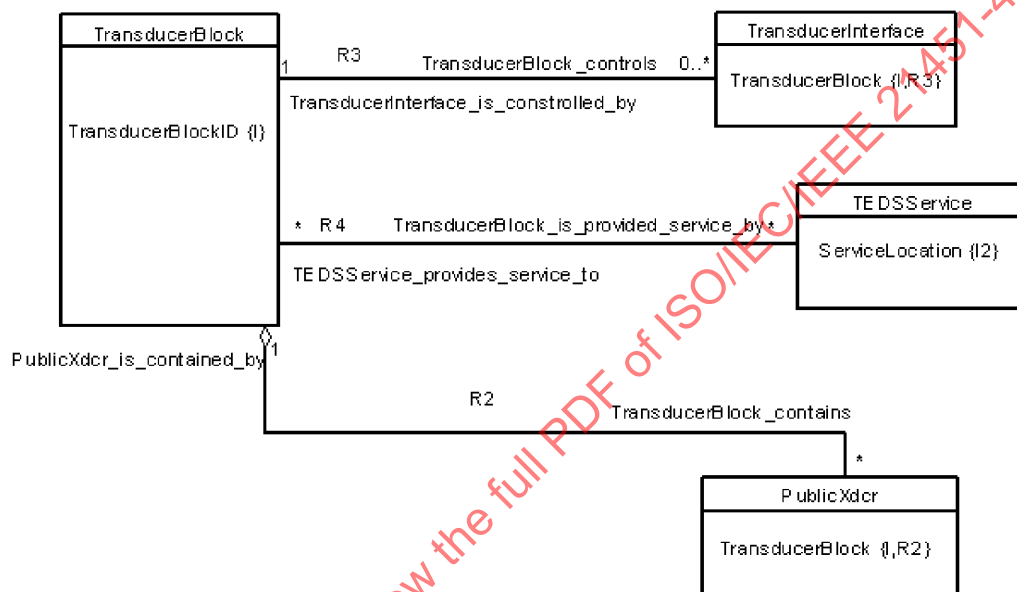 TransducerBlock
TransducerBlockID {I}
1
R3
TransducerBlock_controls
0..*
TransducerInterface_is_constrolled_by
TransducerInterface
TransducerBlock {I,R3}
*
R4
TransducerBlock_is_provided_service_by
*
TEDSService_provides_service_to
TEDSService
ServiceLocation {I2}
PublicXdcr_is_contained_by
1
R2
TransducerBlock_contains
*
PublicXdcr
TransducerBlock {I,R2}
w the full PDF of ISO/IEC/IEEE 21451-4